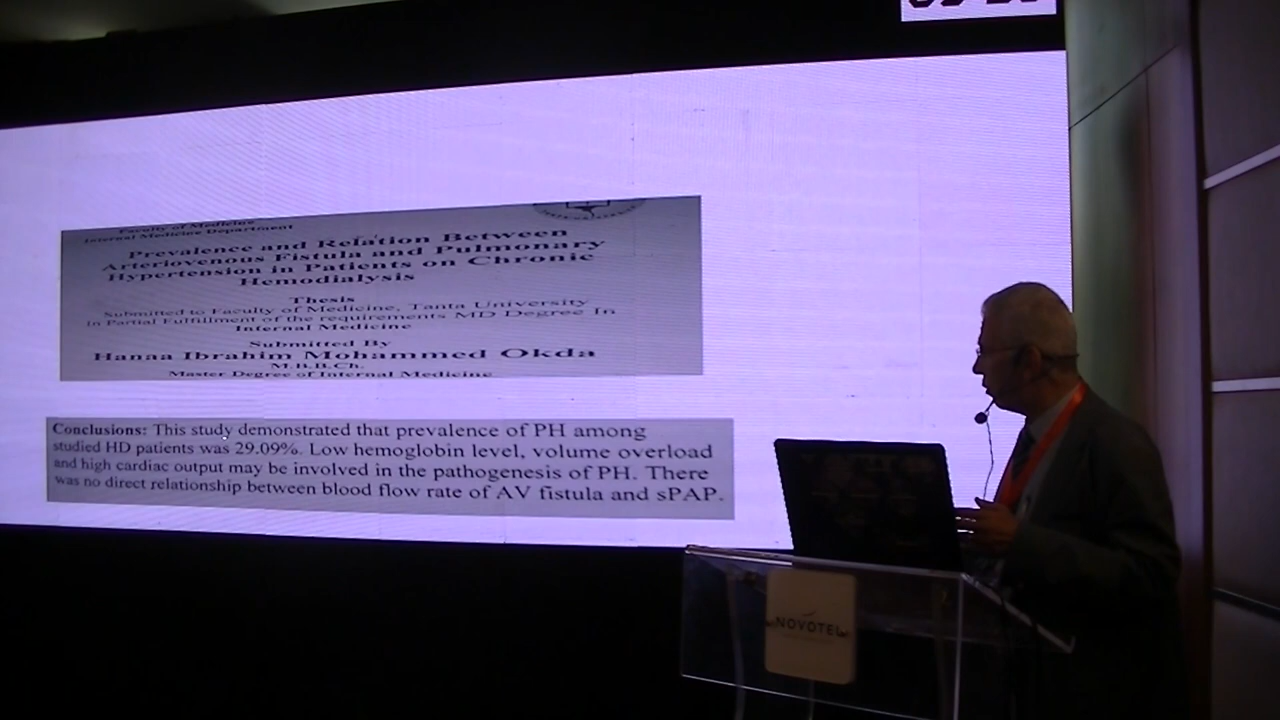 Faculty of Medicine
Internal Medicine Department
Prevalence and Relation Between
Arteriovenous Fistula and Pulmonary
Hypertension in Patients on Chronic
Hemodialysis
Thesis
Submitted to Faculty of Medicine, Tanta University
In Partial Fulfillment of the requirements MD Degree In
Internal Medicine
Submitted By
Hanaa Ibrahim Mohammed Okda
M.B.B.Ch.
Master Degree of Internal Medicine
Conclusions: This study demonstrated that prevalence of PH among
studied HD patients was 29.09%. Low hemoglobin level, volume overload
and high cardiac output may be involved in the pathogenesis of PH. There
was no direct relationship between blood flow rate of AV fistula and sPAP.
NOVOTEL